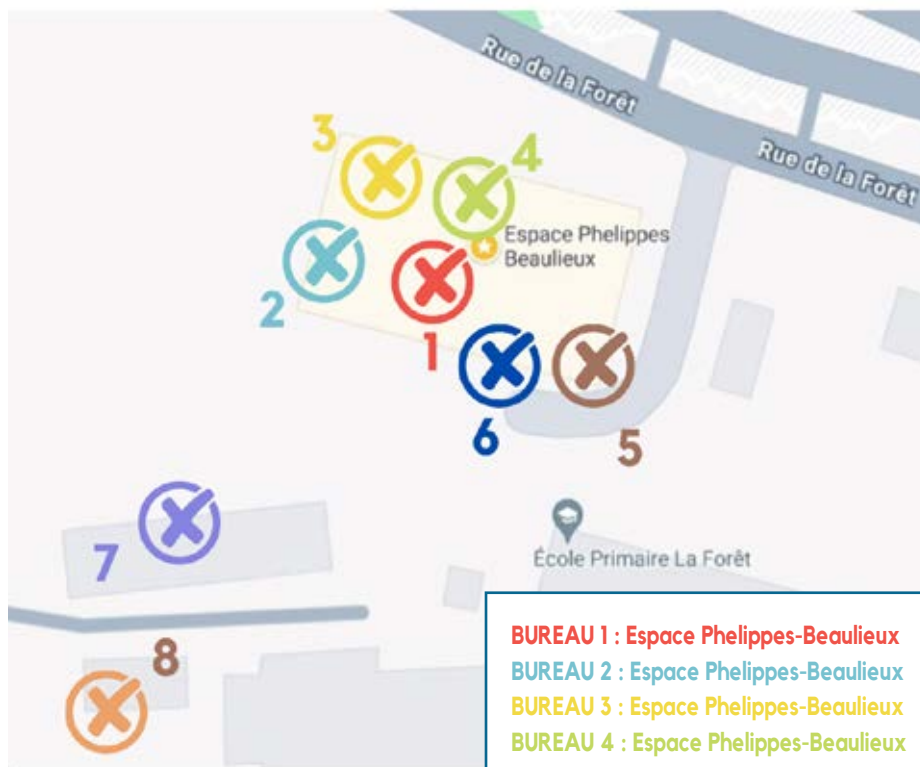 Rue de la Forêt
Rue de la Forêt
3
4
Espace Phelippes
Beaulieux
2
1
6
5
7
École Primaire La Forêt
8
BUREAU 1 : Espace Phelippes-Beaulieux
BUREAU 2 : Espace Phelippes-Beaulieux
BUREAU 3 : Espace Phelippes-Beaulieux
BUREAU 4 : Espace Phelippes-Beaulieux